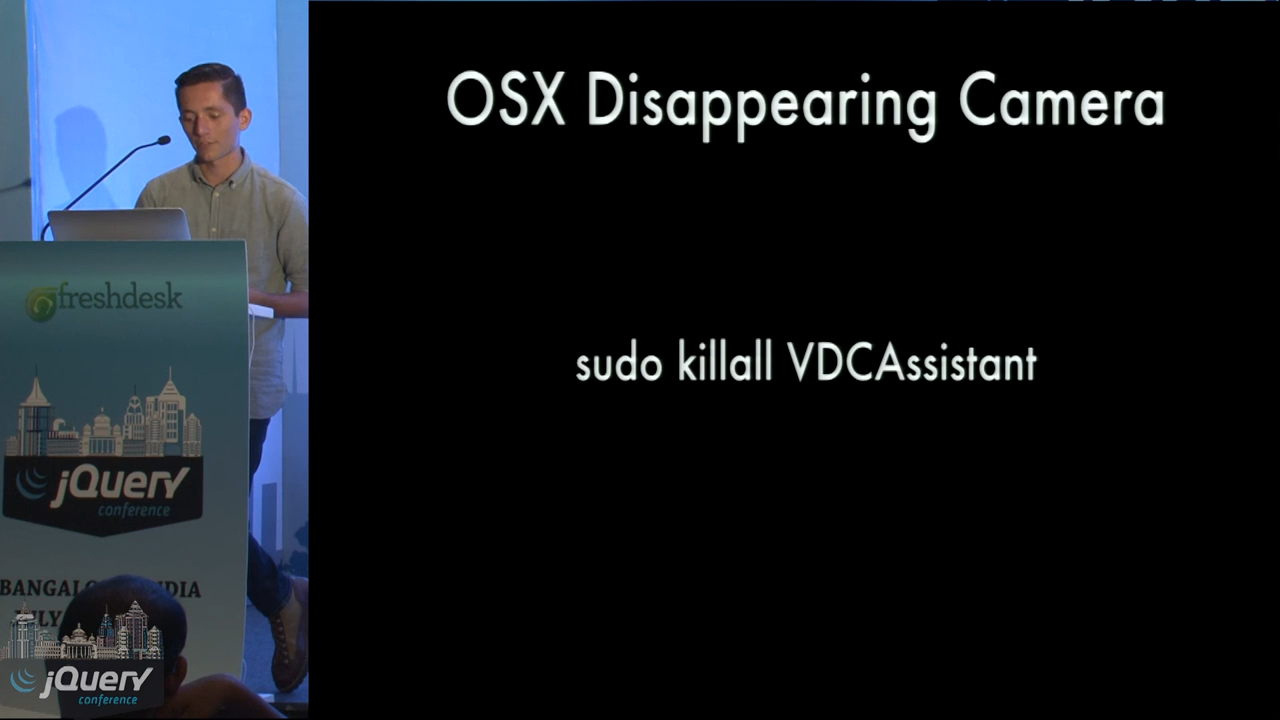 OSX Disappearing Camera
sudo killall VDCAssistant
freshdesk
jQuery
conference
jQuery
conference